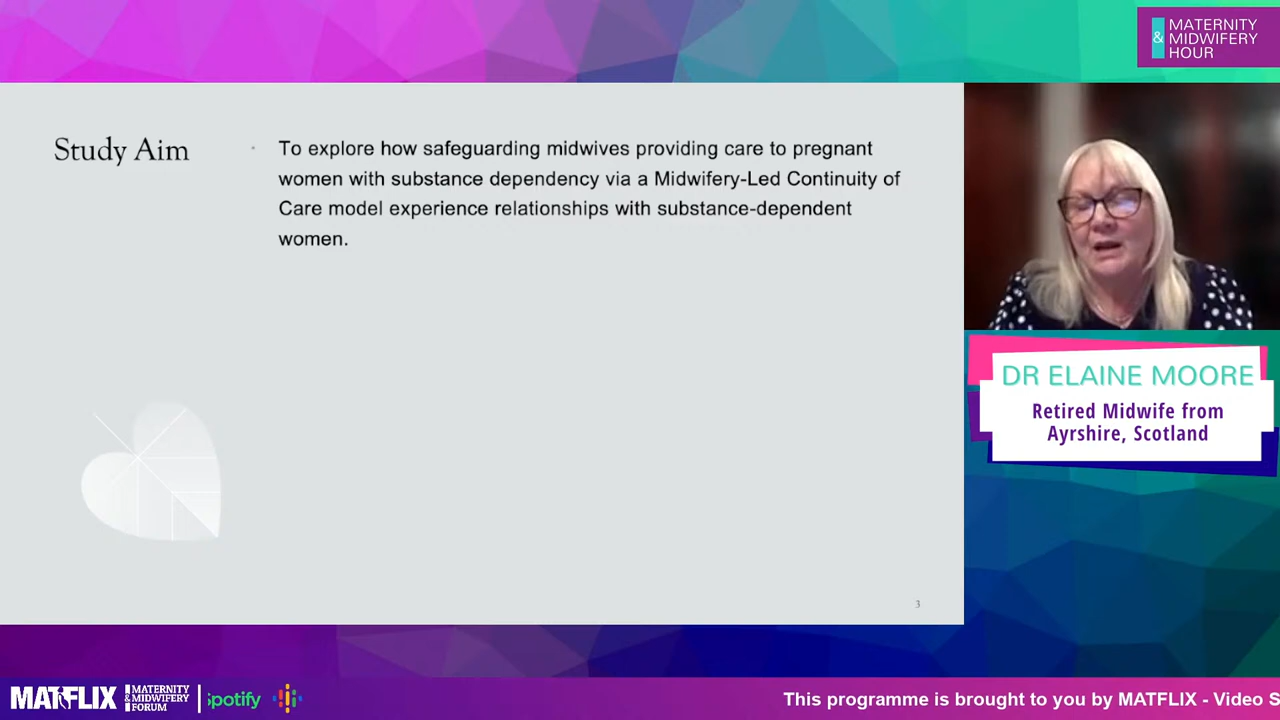 & MATERNITY
MIDWIFERY
HOUR
Study Aim
To explore how safeguarding midwives providing care to pregnant
women with substance dependency via a Midwifery-Led Continuity of
Care model experience relationships with substance-dependent
women.
3
DR ELAINE MOORE
Retired Midwife from
Ayrshire, Scotland
MATFLIX
MATERNITY
& MIDWIFERY
FORUM
potify
This programme is brought to you by MATFLIX - Video S